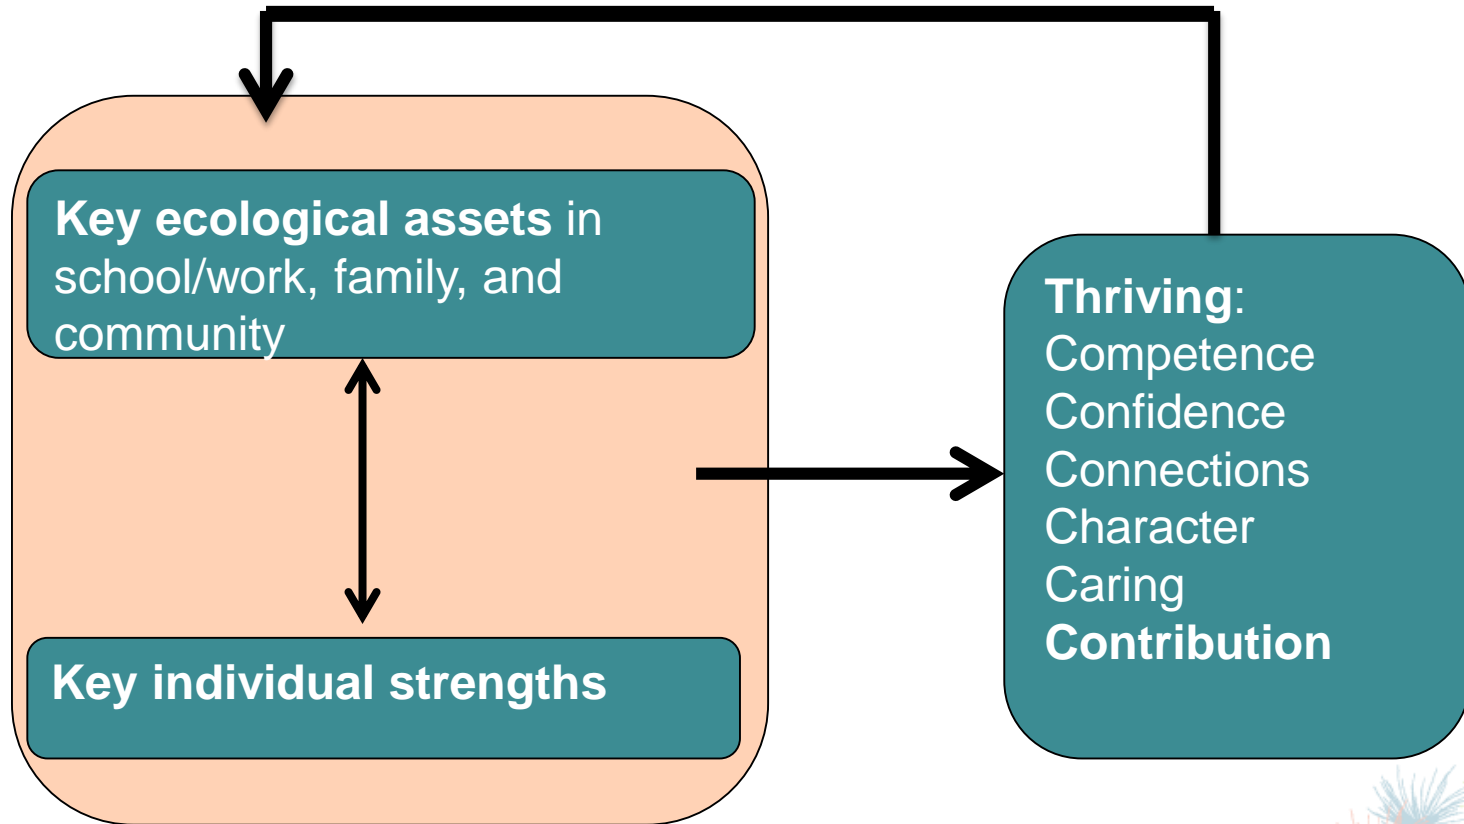 Key ecological assets in
school/work, family, and
community
Key individual strengths
Thriving:
Competence
Confidence
Connections
Character
Caring
Contribution